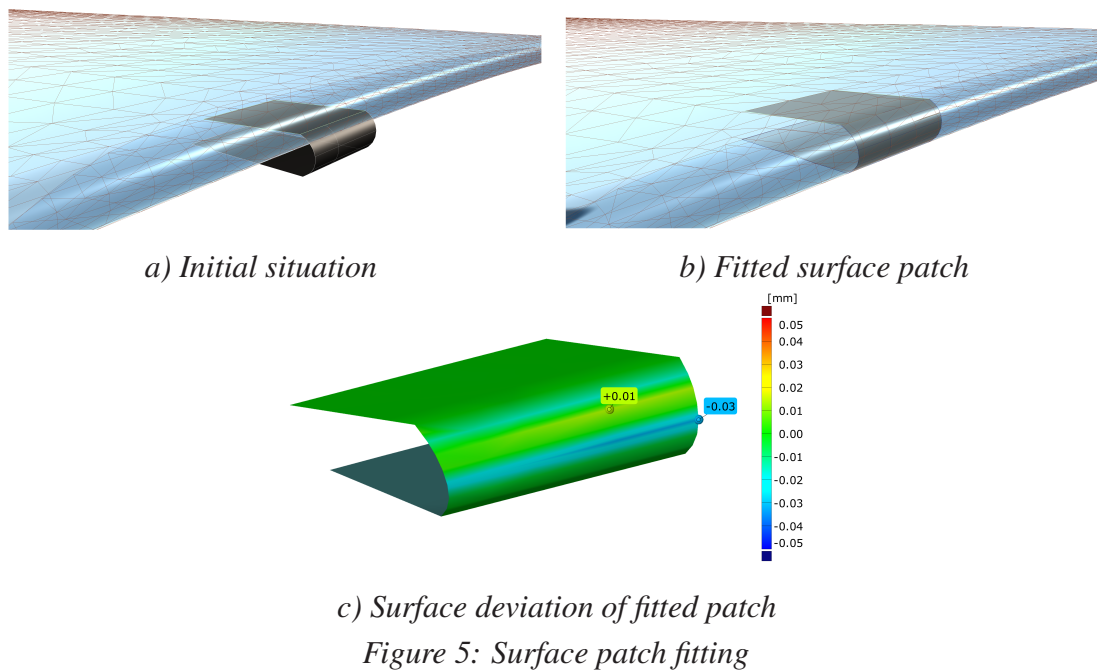 a) Initial situation
b) Fitted surface patch
[mm]
0.05
0.04
0.03
0.02
0.01
0.00
-0.01
-0.02
-0.03
-0.04
-0.05
+0.01
-0.03
c) Surface deviation of fitted patch
Figure 5: Surface patch fitting